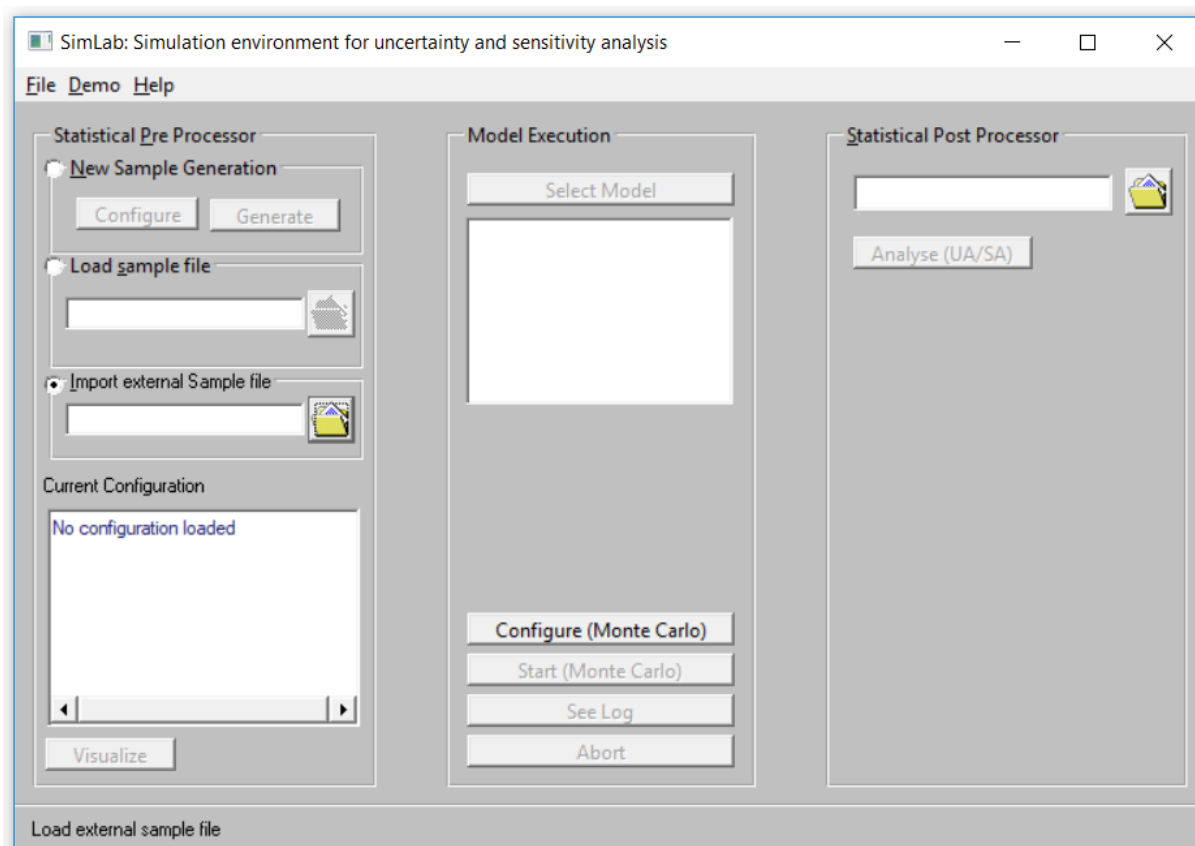 SimLab: Simulation environment for uncertainty and sensitivity analysis
File Demo Help
Statistical Pre Processor
New Sample Generation
Configure Generate
Load sample file
Import external Sample file
Current Configuration
No configuration loaded
Visualize
Model Execution
Select Model
Configure (Monte Carlo)
Start (Monte Carlo)
See Log
Abort
Statistical Post Processor
Analyse (UA/SA)
Load external sample file